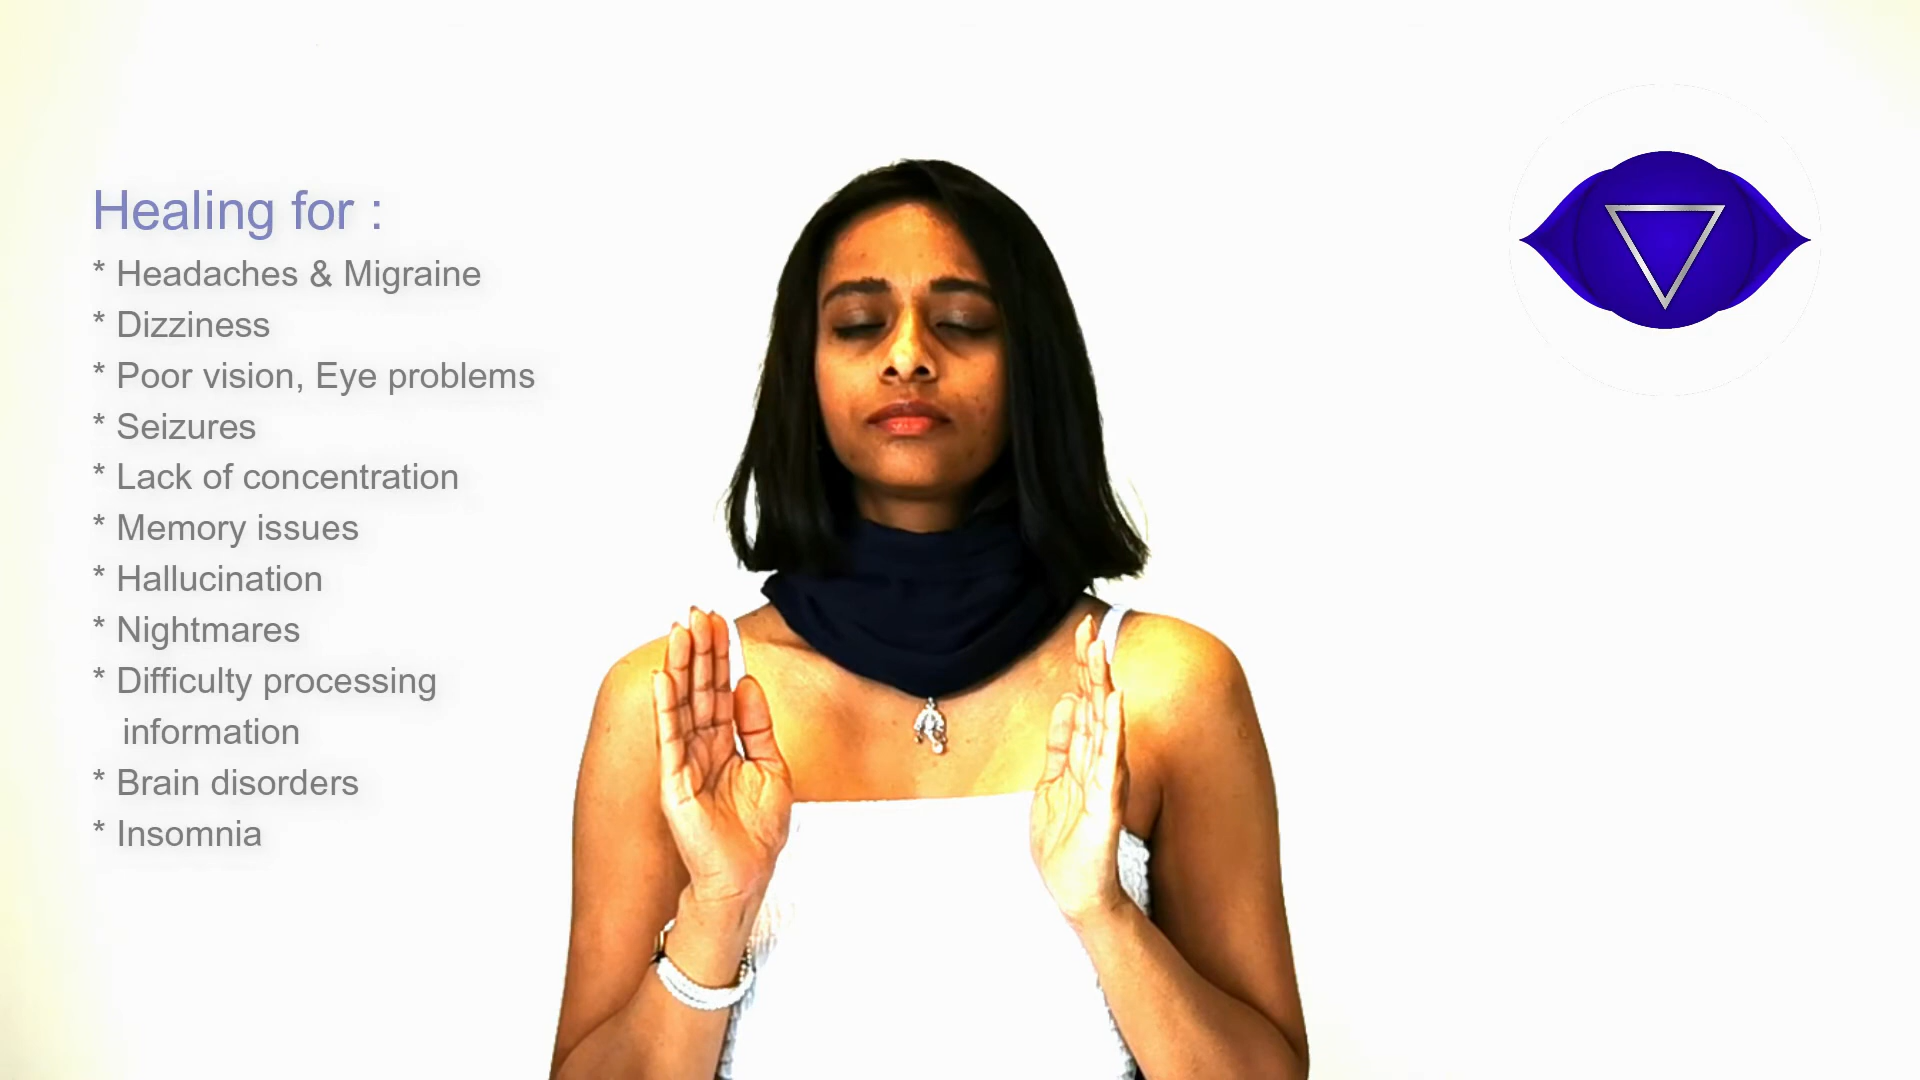 Healing for :
* Headaches & Migraine
* Dizziness
* Poor vision, Eye problems
* Seizures
* Lack of concentration
* Memory issues
* Hallucination
* Nightmares
* Difficulty processing
information
* Brain disorders
* Insomnia